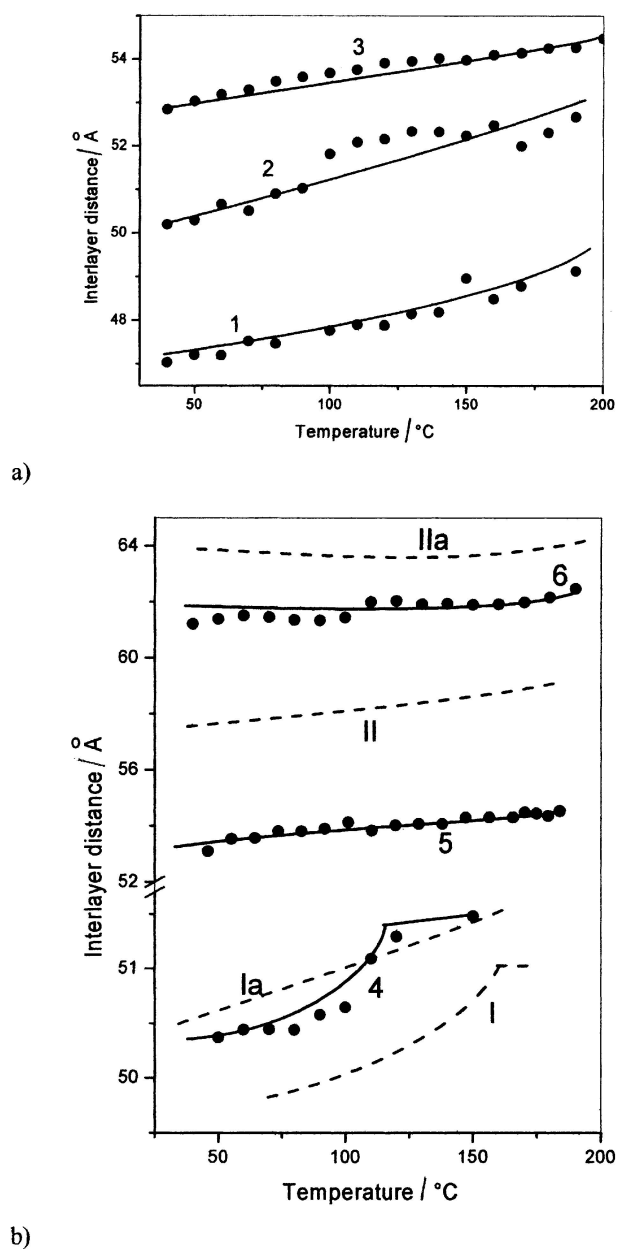 54
52
50
48
Interlayer distance / Å
3
2
1
50
100
150
200
Temperature / °C
a)
64
60
56
52
51
50
Interlayer distance / Å
IIa
6
II
5
Ia
4
I
50
100
150
200
Temperature / °C
b)